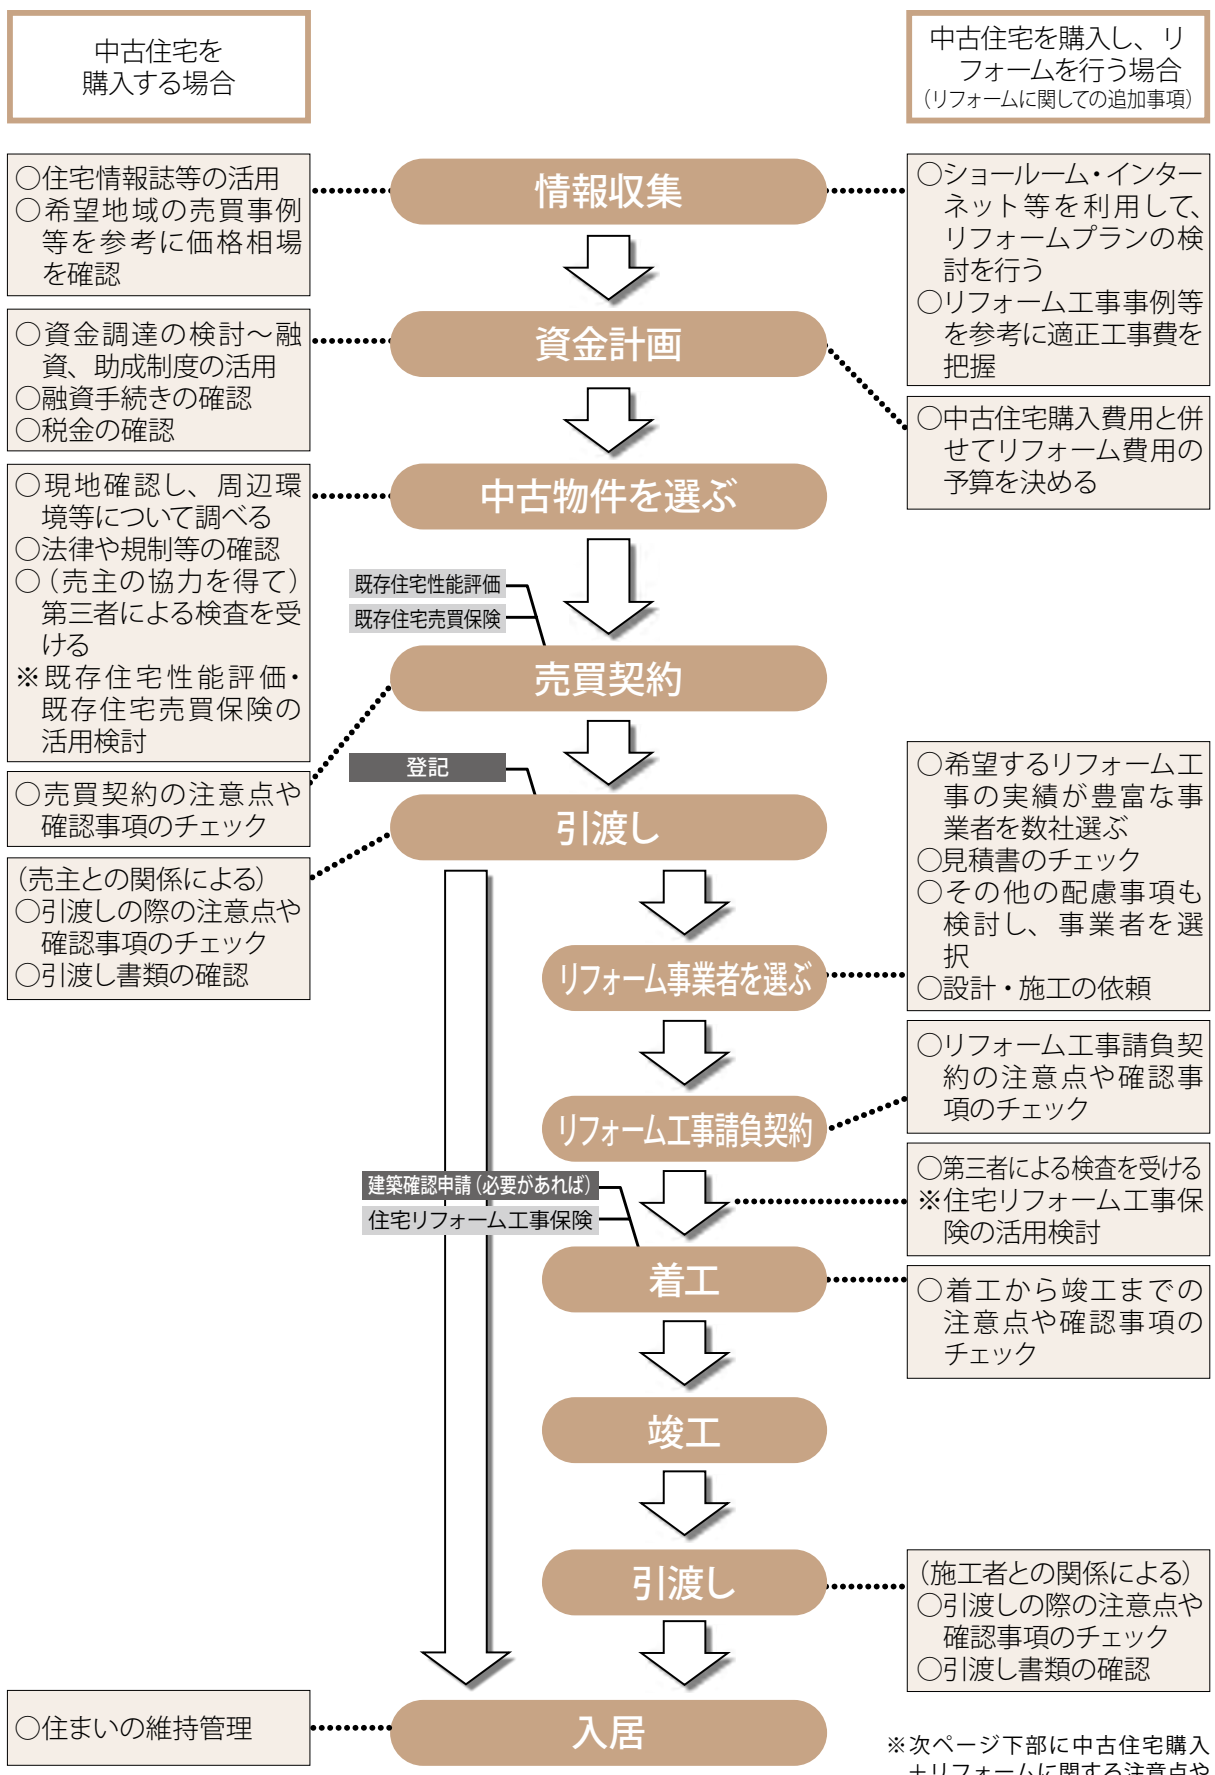 中古住宅を
購入する場合
中古住宅を購入し、リ
フォームを行う場合
（リフォームに関しての追加事項）
○住宅情報誌等の活用
○希望地域の売買事例
等を参考に価格相場
を確認
情報収集
○ショールーム・インター
ネット等を利用して、
リフォームプランの検
討を行う
○リフォーム工事事例等
を参考に適正工事費を
把握
○資金調達の検討～融
資、助成制度の活用
○融資手続きの確認
○税金の確認
資金計画
○中古住宅購入費用と併
せてリフォーム費用の
予算を決める
○現地確認し、周辺環
境等について調べる
○法律や規制等の確認
○（売主の協力を得て）
第三者による検査を受
ける
※既存住宅性能評価・
既存住宅売買保険の
活用検討
中古物件を選ぶ
既存住宅性能評価
既存住宅売買保険
売買契約
○売買契約の注意点や
確認事項のチェック
登記
引渡し
（売主との関係による）
○引渡しの際の注意点や
確認事項のチェック
○引渡し書類の確認
○希望するリフォーム工
事の実績が豊富な事
業者を数社選ぶ
○見積書のチェック
○その他の配慮事項も
検討し、事業者を選
択
○設計・施工の依頼
リフォーム事業者を選ぶ
○リフォーム工事請負契
約の注意点や確認事
項のチェック
リフォーム工事請負契約
○第三者による検査を受ける
※住宅リフォーム工事保
険の活用検討
建築確認申請（必要があれば）
住宅リフォーム工事保険
着工
○着工から竣工までの
注意点や確認事項の
チェック
竣工
引渡し
（施工者との関係による）
○引渡しの際の注意点や
確認事項のチェック
○引渡し書類の確認
○住まいの維持管理
入居
※次ページ下部に中古住宅購入
＋リフォームに関する注意点や